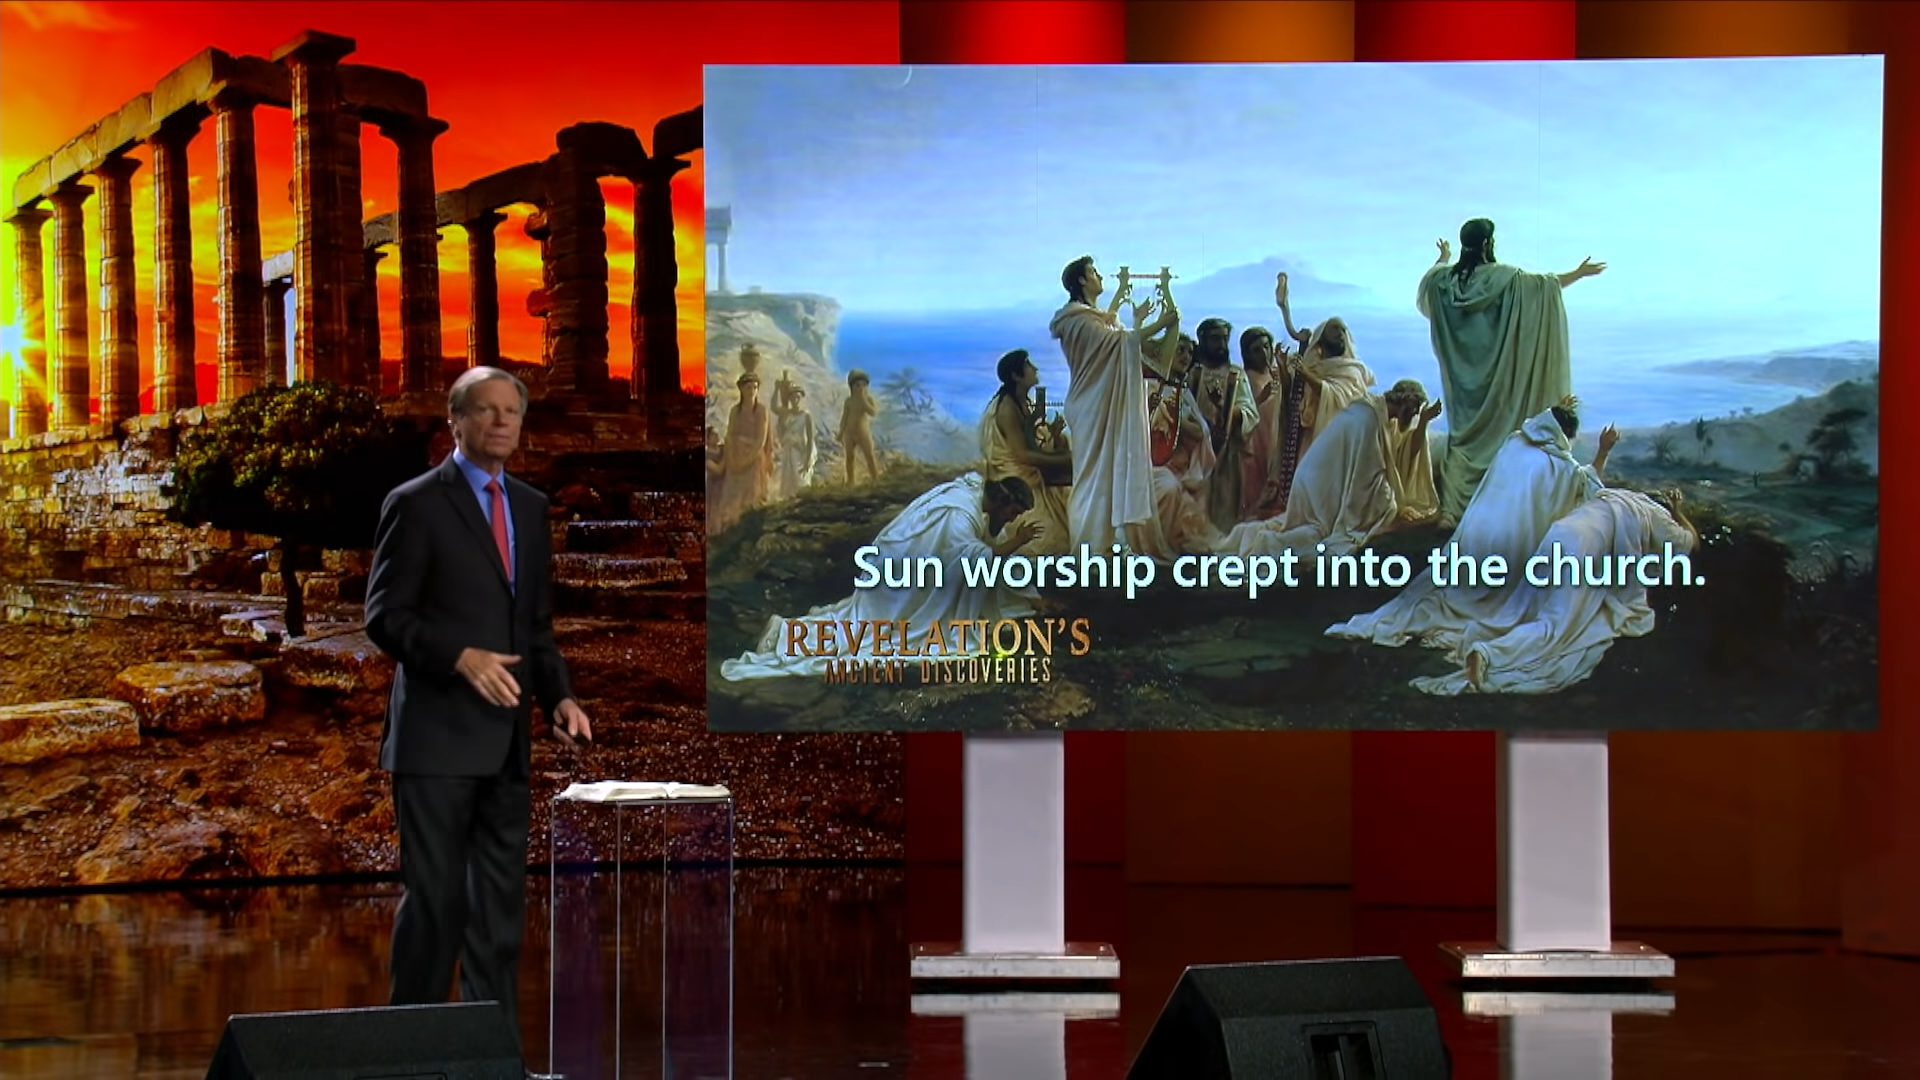 Sun worship crept into the church.
REVELATION'S
ANCIENT DISCOVERIES